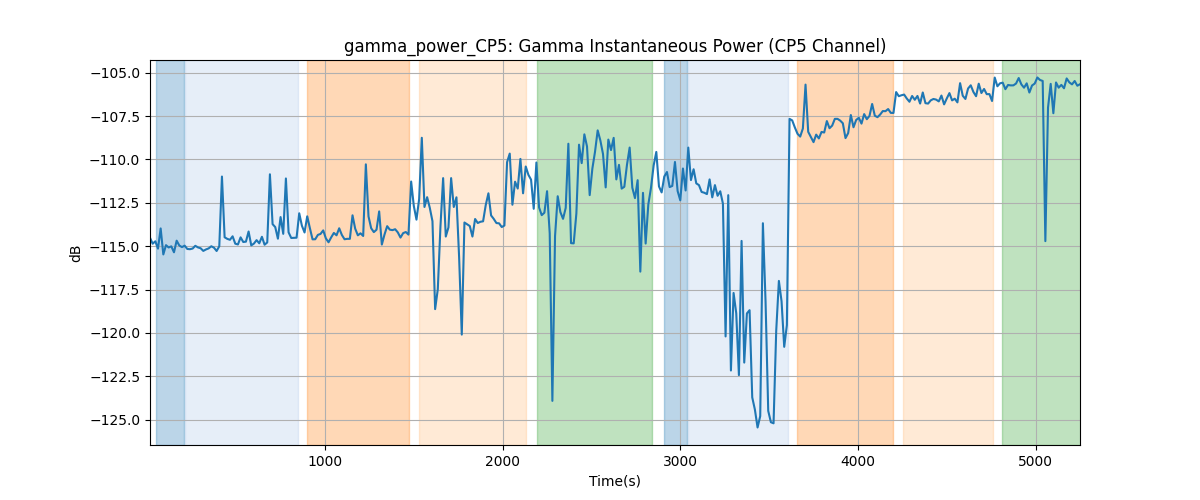 gamma_power_CP5: Gamma Instantaneous Power (CP5 Channel)
−105.0
−107.5
−110.0
−112.5
−115.0
−117.5
−120.0
−122.5
−125.0
dB
1000 2000 3000 4000 5000
Time(s)